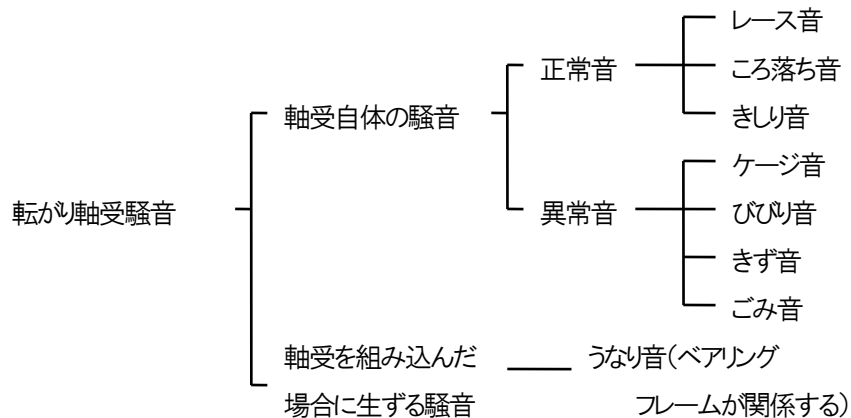 レース音
正常音
ころ落ち音
軸受自体の騒音
きしり音
ケージ音
転がり軸受騒音
異常音
びびり音
きず音
ごみ音
軸受を組み込んだ
場合に生ずる騒音
うなり音（ベアリング
フレームが関係する）